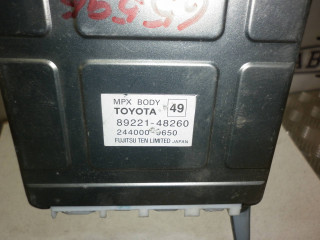 MPX BODY
TOYOTA 49
89221-48260
244000-9650
FUJITSU TEN LIMITED JAPAN